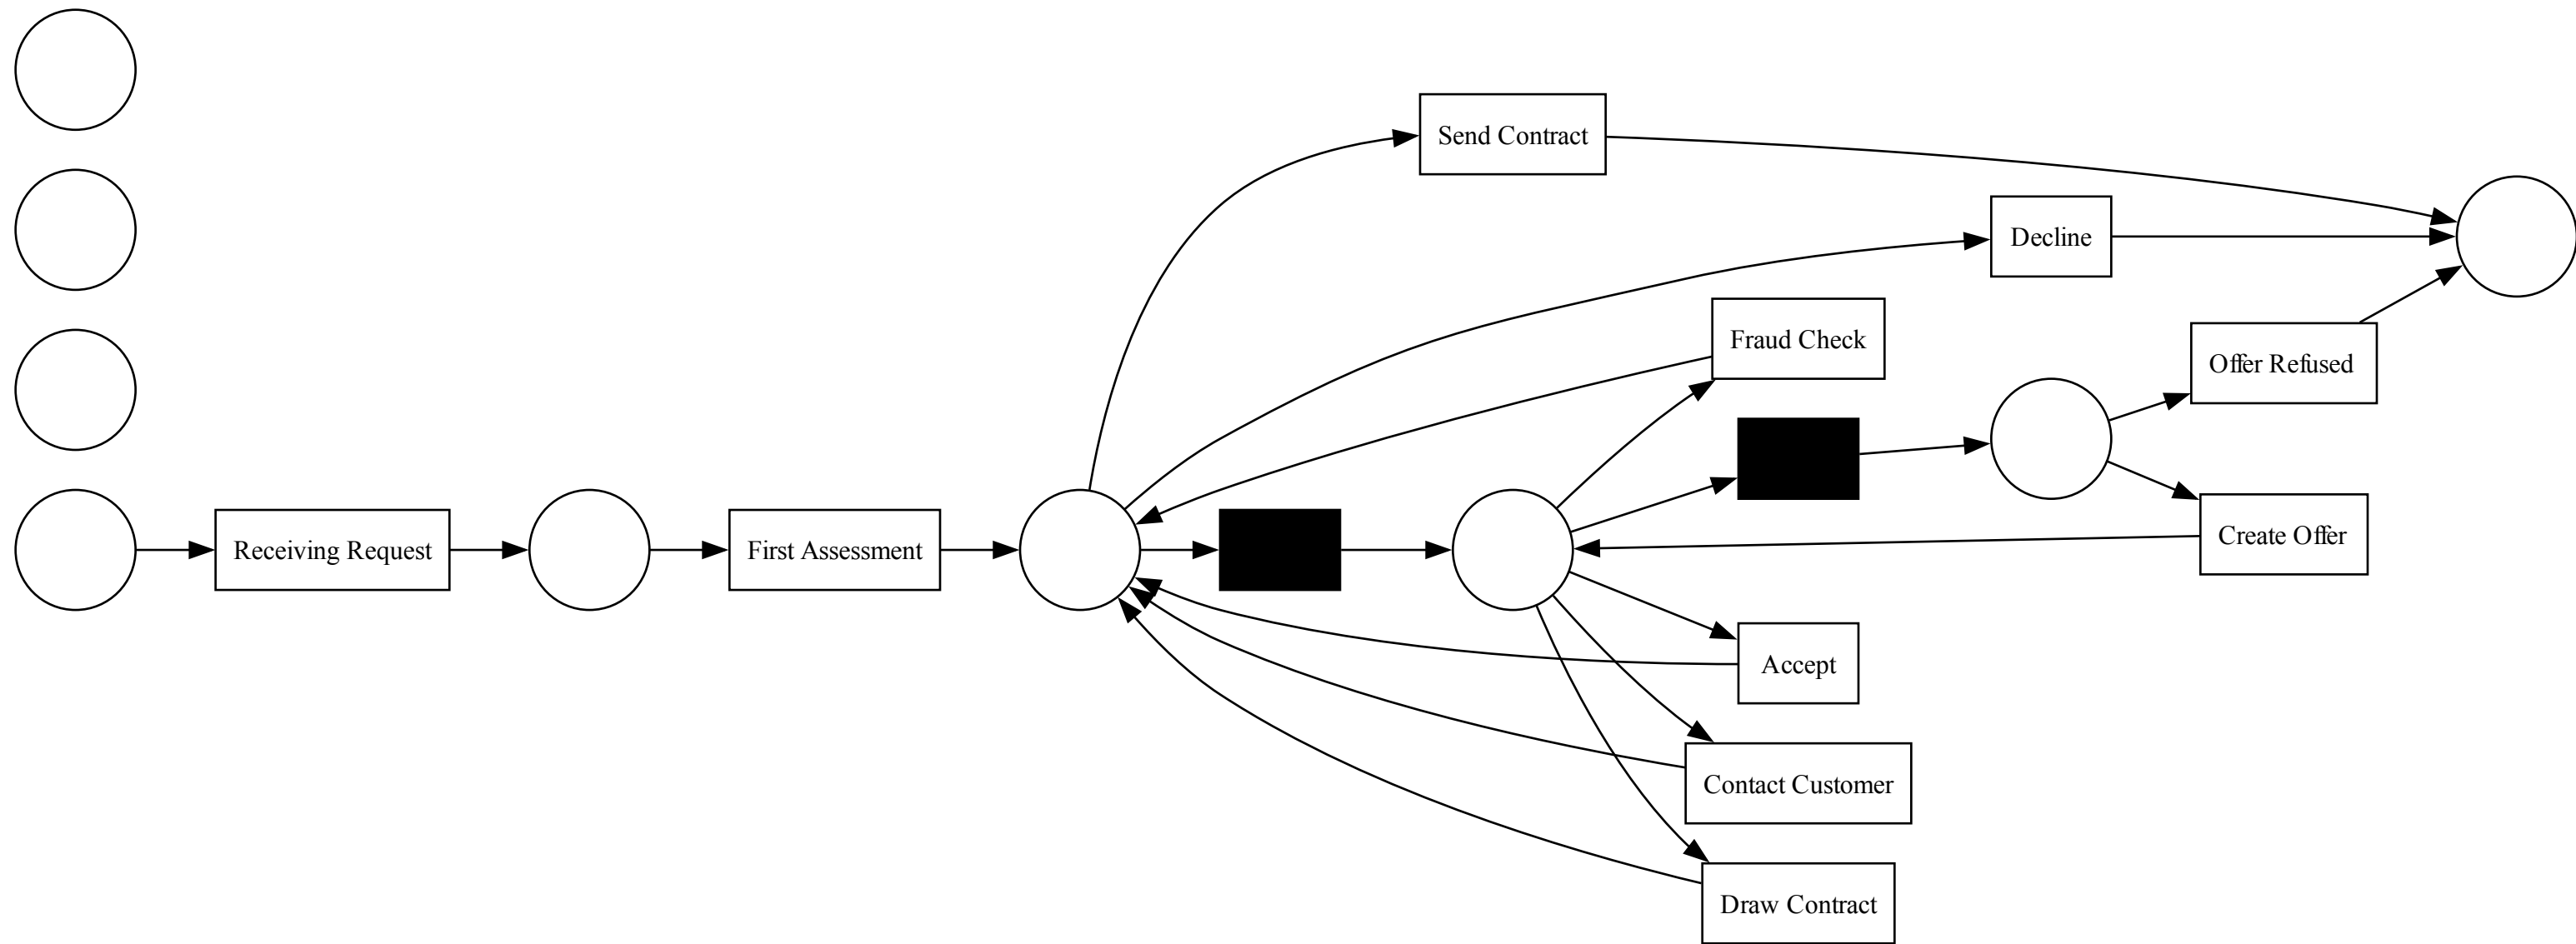 Send Contract
Decline
Fraud Check
Offer Refused
Receiving Request
First Assessment
Create Offer
Accept
Contact Customer
Draw Contract